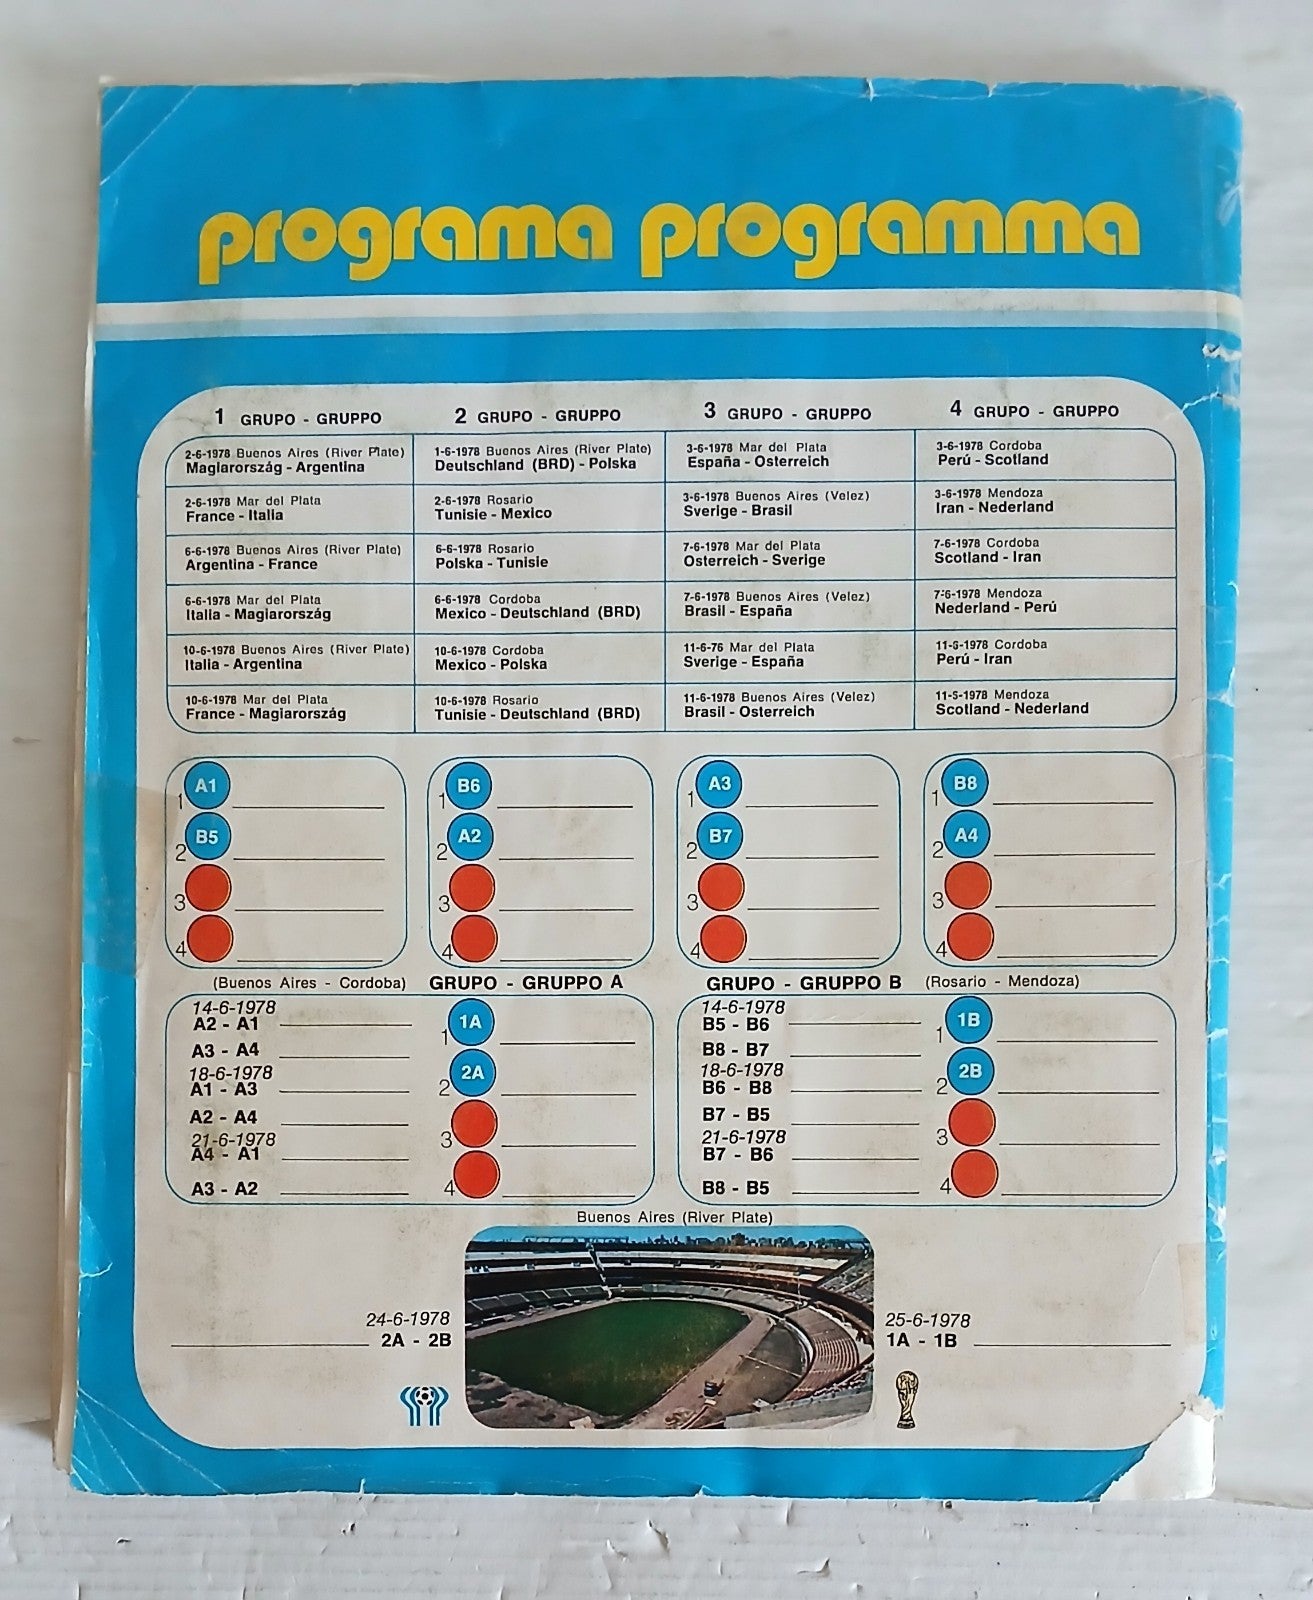 programa programma
1 GRUPO - GRUPPO
2-6-1978 Buenos Aires (River Plate)
Magiarország - Argentina
2-6-1978 Mar del Plata
France - Italia
6-6-1978 Buenos Aires (River Plate)
Argentina - France
6-6-1978 Mar del Plata
Italia - Magiarország
10-6-1978 Buenos Aires (River Plate)
Italia - Argentina
10-6-1978 Mar del Plata
France - Magiarország
2 GRUPO - GRUPPO
1-6-1978 Buenos Aires (River Plate)
Deutschland (BRD) - Polska
2-6-1978 Rosario
Tunisie - Mexico
6-6-1978 Rosario
Polska - Tunisie
6-6-1978 Cordoba
Mexico - Deutschland (BRD)
10-6-1978 Cordoba
Mexico - Polska
10-6-1978 Rosario
Tunisie - Deutschland (BRD)
3 GRUPO - GRUPPO
3-6-1978 Mar del Plata
España - Osterreich
3-6-1978 Buenos Aires (Velez)
Sverige - Brasil
7-6-1978 Mar del Plata
Osterreich - Sverige
7-6-1978 Buenos Aires (Velez)
Brasil - España
11-6-76 Mar del Plata
Sverige - España
11-6-1978 Buenos Aires (Velez)
Brasil - Osterreich
4 GRUPO - GRUPPO
3-6-1978 Cordoba
Perú - Scotland
3-6-1978 Mendoza
Iran - Nederland
7-6-1978 Cordoba
Scotland - Iran
7-6-1978 Mendoza
Nederland - Perú
11-6-1978 Cordoba
Perú - Iran
11-5-1978 Mendoza
Scotland - Nederland
1 A1
2 B5
3
4
1 B6
2 A2
3
4
1 A3
2 B7
3
4
1 B8
2 A4
3
4
(Buenos Aires - Cordoba) GRUPO - GRUPPO A
14-6-1978
A2 - A1
A3 - A4
18-6-1978
A1 - A3
A2 - A4
21-6-1978
A4 - A1
A3 - A2
1 1A
2 2A
3
4
GRUPO - GRUPPO B (Rosario - Mendoza)
14-6-1978
B5 - B6
B8 - B7
18-6-1978
B6 - B8
B7 - B5
21-6-1978
B7 - B6
B8 - B5
1 1B
2 2B
3
4
Buenos Aires (River Plate)
24-6-1978
2A - 2B
25-6-1978
1A - 1B